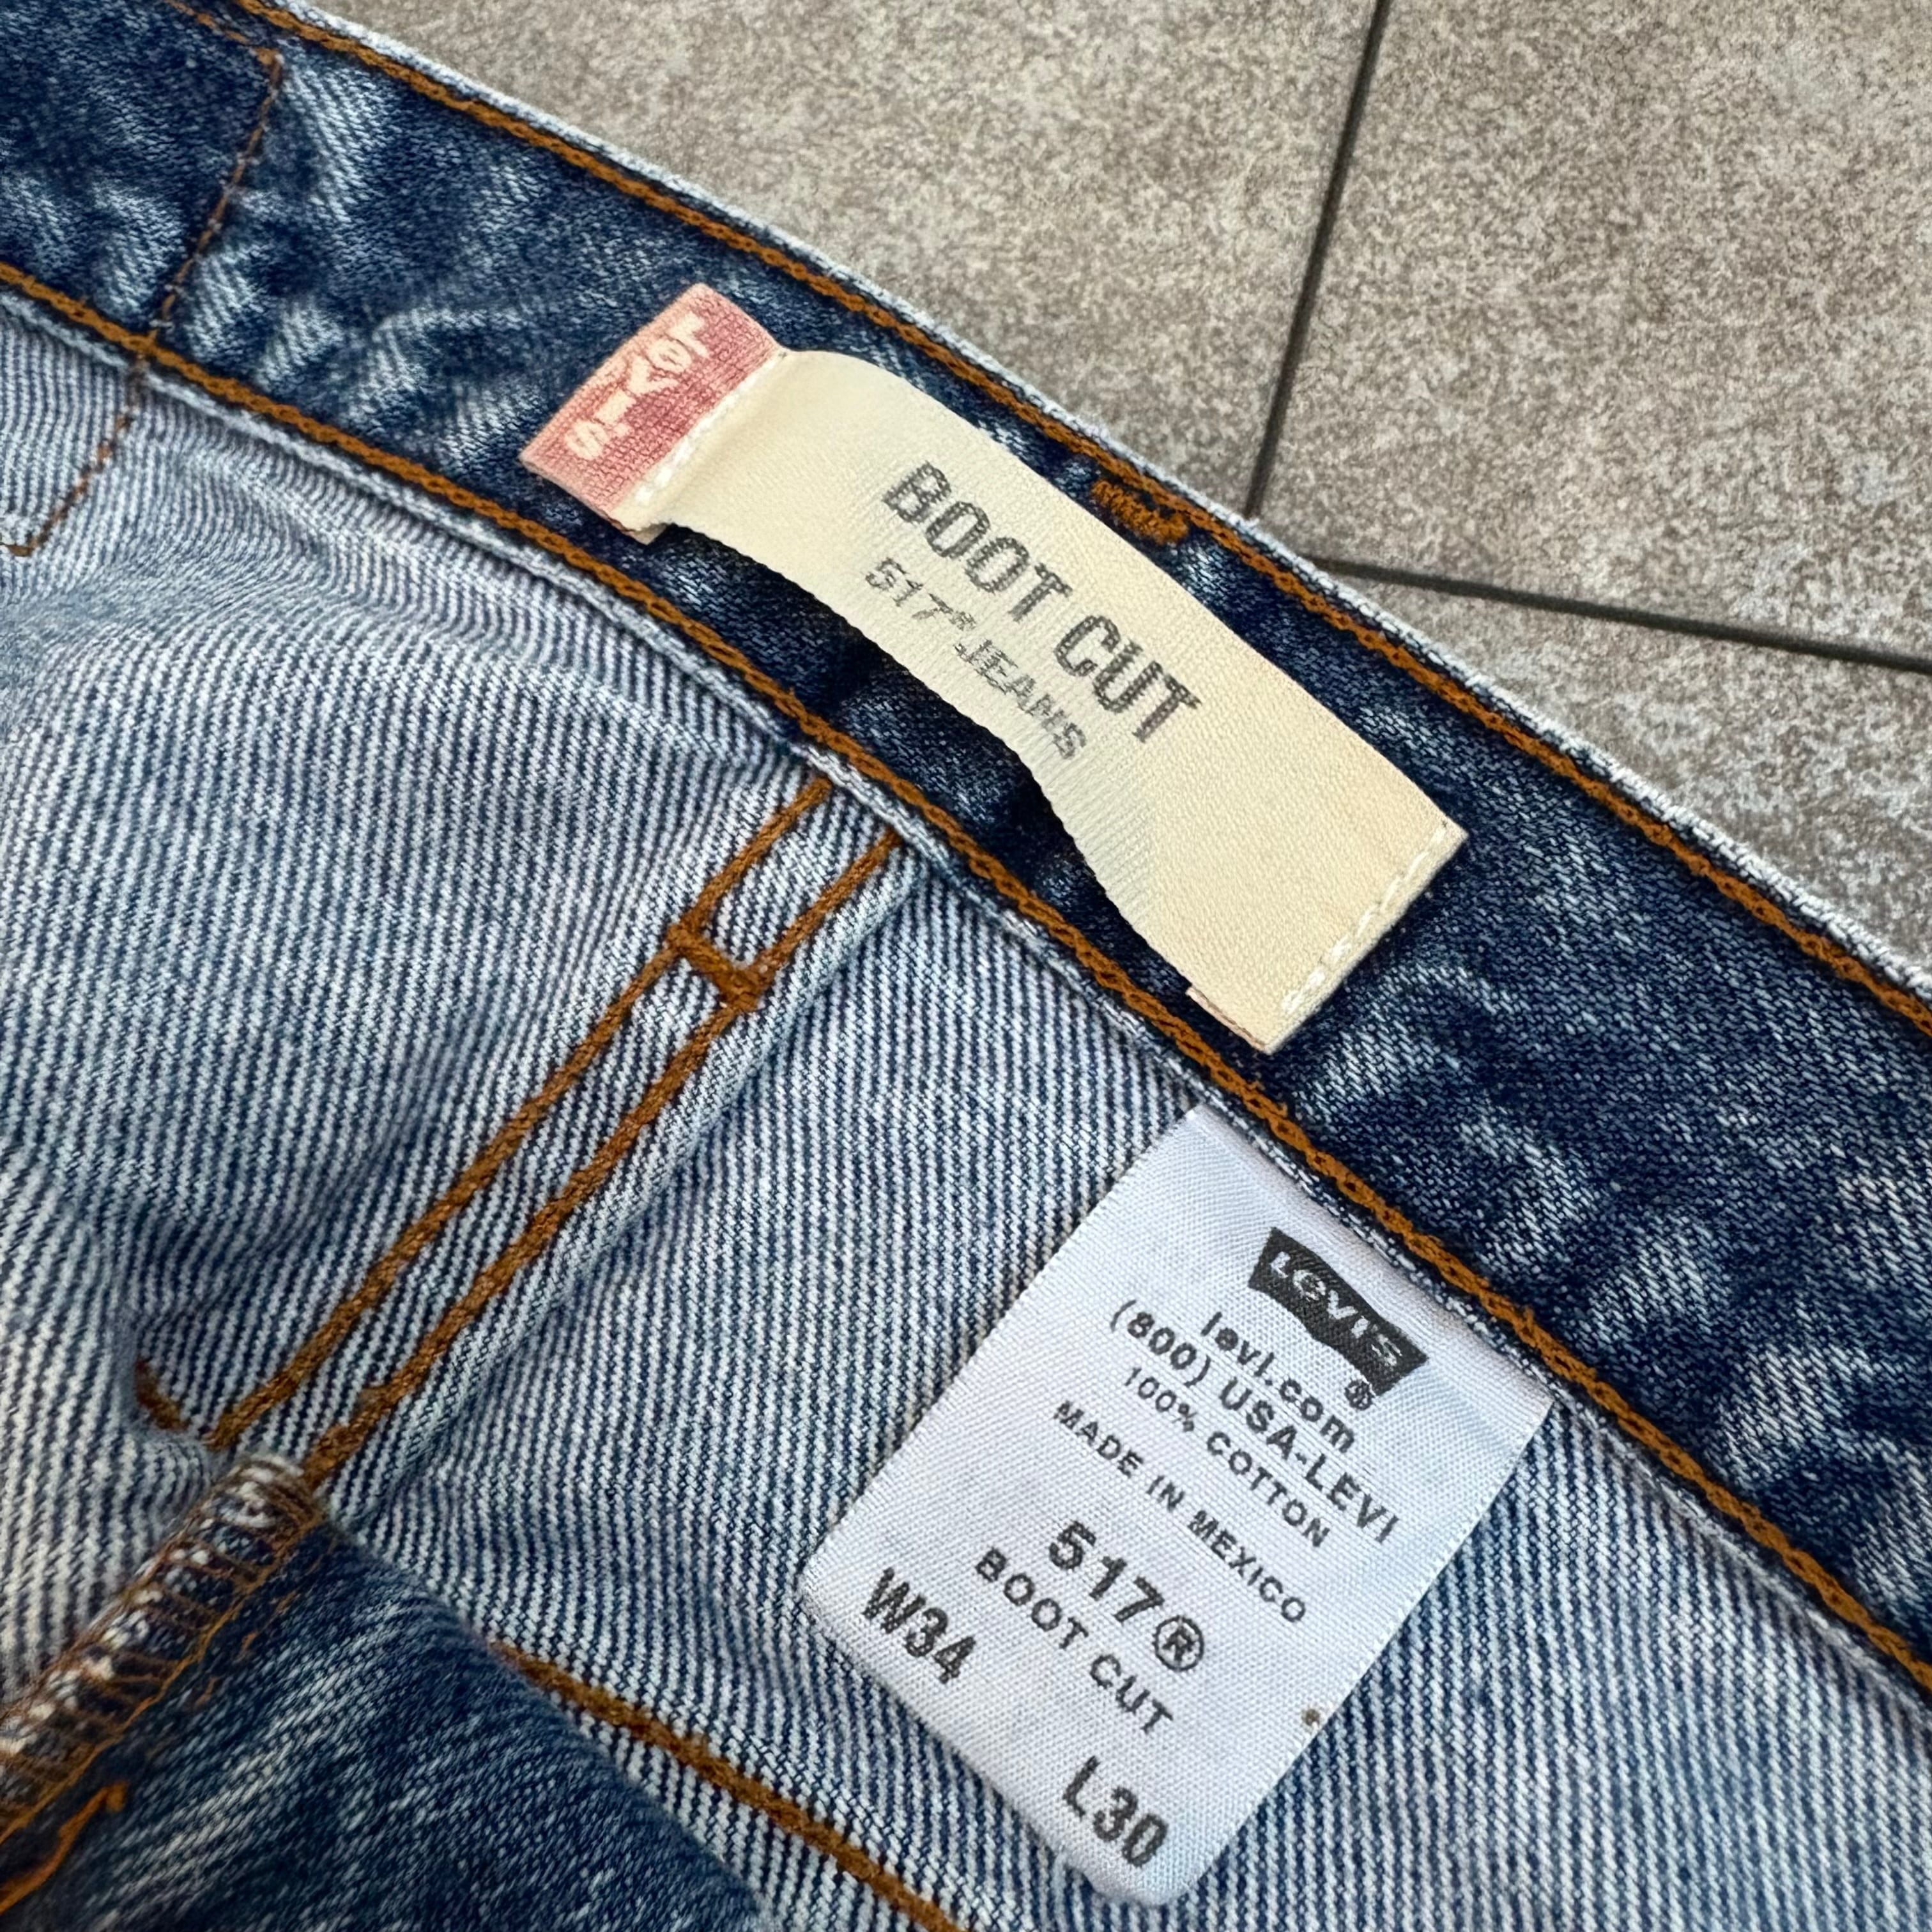 LEVI'S
BOOT CUT
517® JEANS
Levi's
®
levi.com
(800) USA-LEVI
100% COTTON
MADE IN MEXICO
517®
BOOT CUT
W34 L30